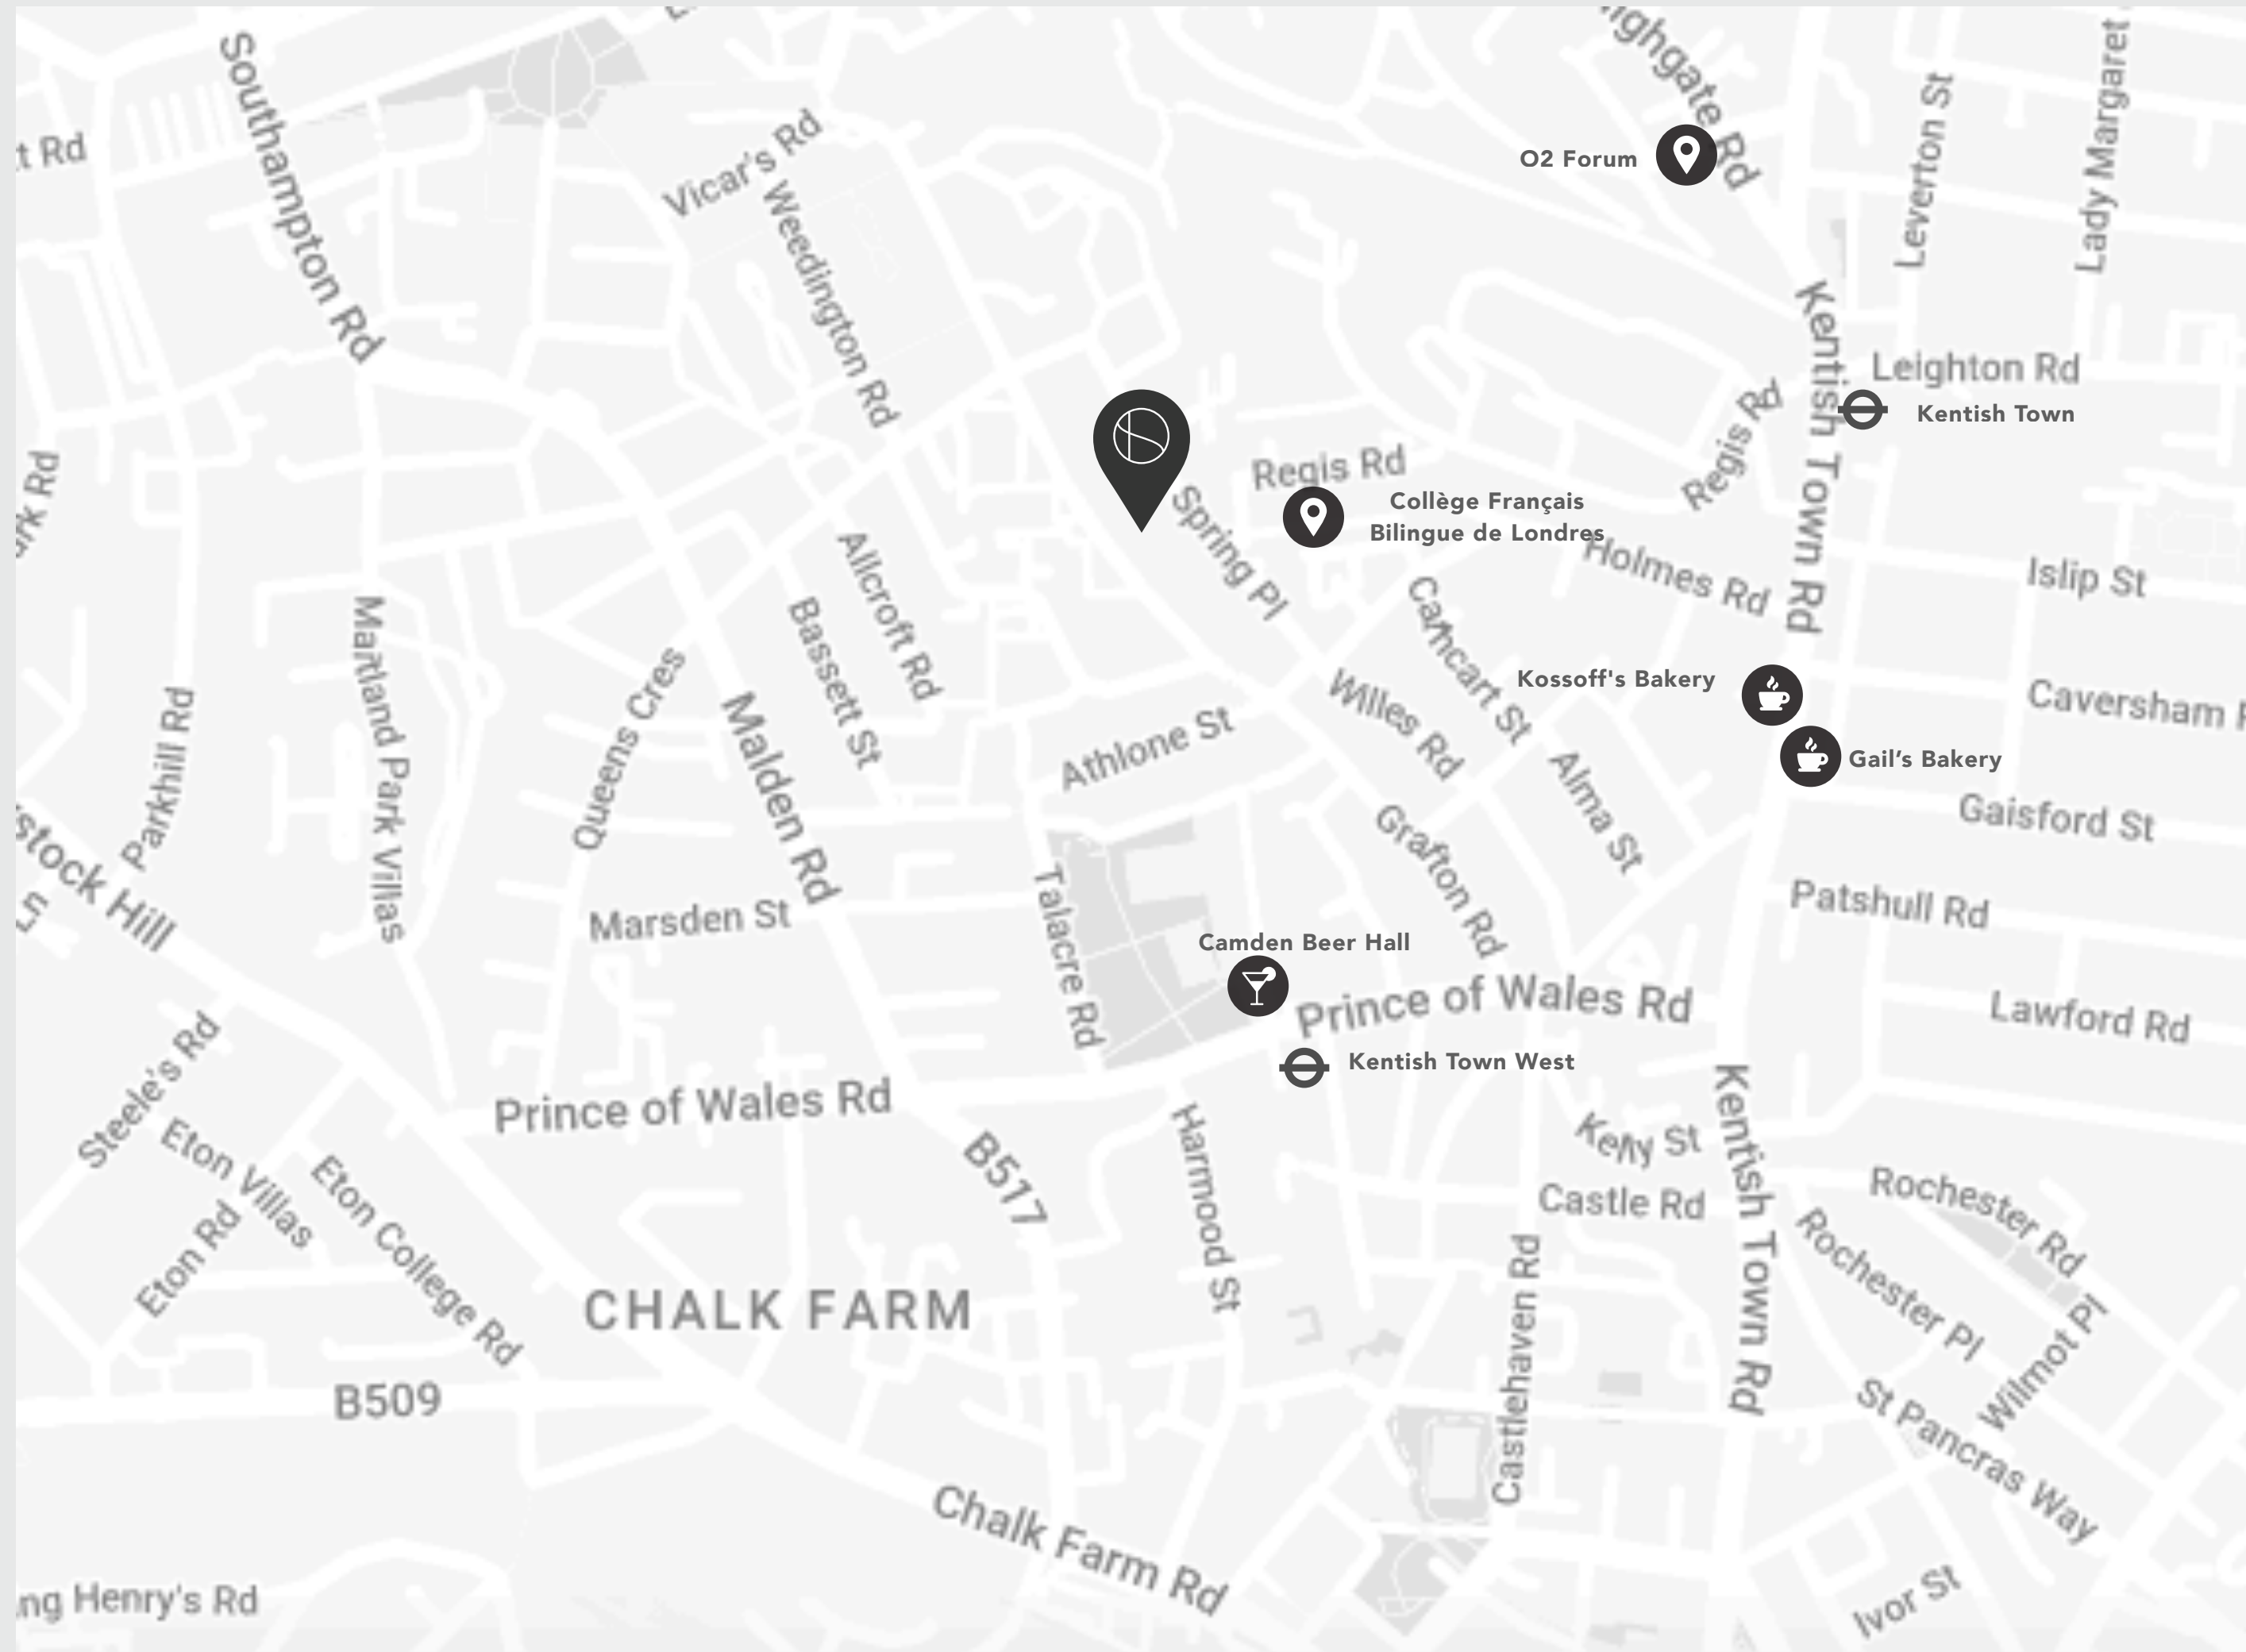 Southampton Rd
t Rd
Vicar's Rd
Weedington Rd
ighgate Rd
O2 Forum
Leverton St
Lady Margaret
Kentish Town Rd
Leighton Rd
Kentish Town
Regis Rd
Regis Rd
Collège Français
Bilingue de Londres
Spring Pl
Holmes Rd
Islip St
Allcroft Rd
Bassett St
Maitland Park Villas
Queens Cres
Malden Rd
Parkhill Rd
Cathcart St
Willes Rd
Kossoff's Bakery
Caversham
Gail's Bakery
Athlone St
Alma St
Gaisford St
Grafton Rd
Patshull Rd
stock Hill
Ln
Marsden St
Talacre Rd
Camden Beer Hall
Prince of Wales Rd
Lawford Rd
Kentish Town West
Steele's Rd
Prince of Wales Rd
B517
Harmood St
Kelly St
Kentish Town Rd
Castle Rd
Rochester Rd
Rochester Pl
Eton Villas
Eton Rd
Eton College Rd
CHALK FARM
Castlehaven Rd
Wilmot Pl
B509
St Pancras Way
Chalk Farm Rd
ng Henry's Rd
Ivor St